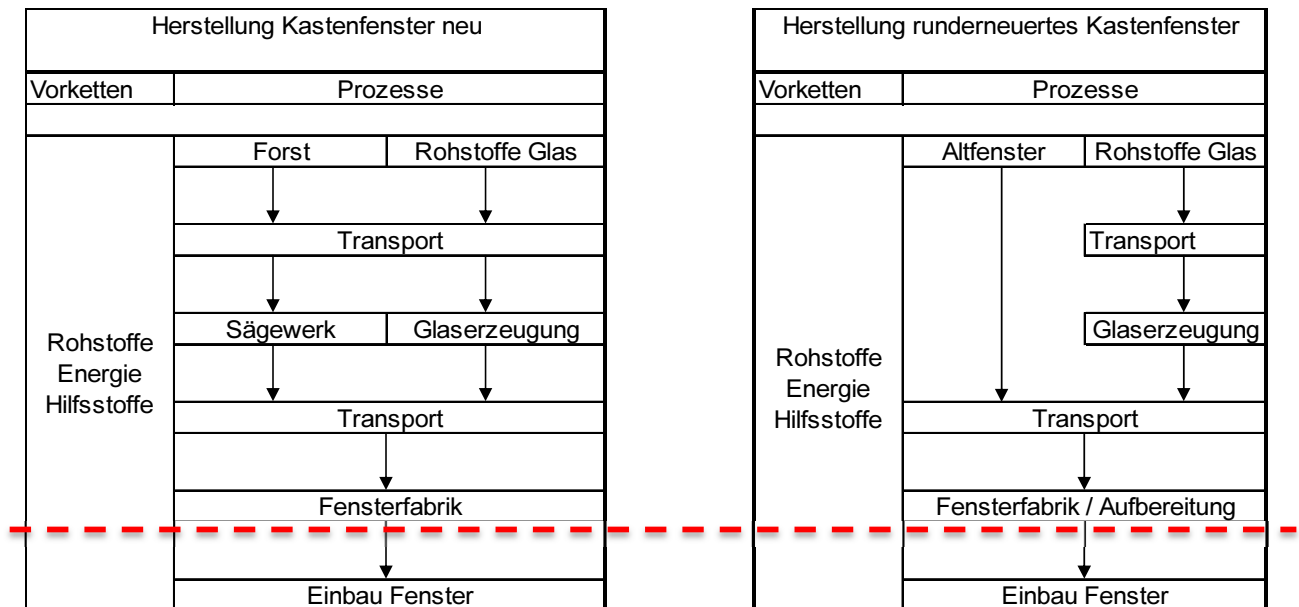 Herstellung Kastenfenster neu
Vorketten
Prozesse
Forst
Rohstoffe Glas
Transport
Sägewerk
Glaserzeugung
Rohstoffe
Energie
Hilfsstoffe
Transport
Fensterfabrik
Einbau Fenster
Herstellung runderneuertes Kastenfenster
Vorketten
Prozesse
Altfenster
Rohstoffe Glas
Transport
Glaserzeugung
Rohstoffe
Energie
Hilfsstoffe
Transport
Fensterfabrik / Aufbereitung
Einbau Fenster